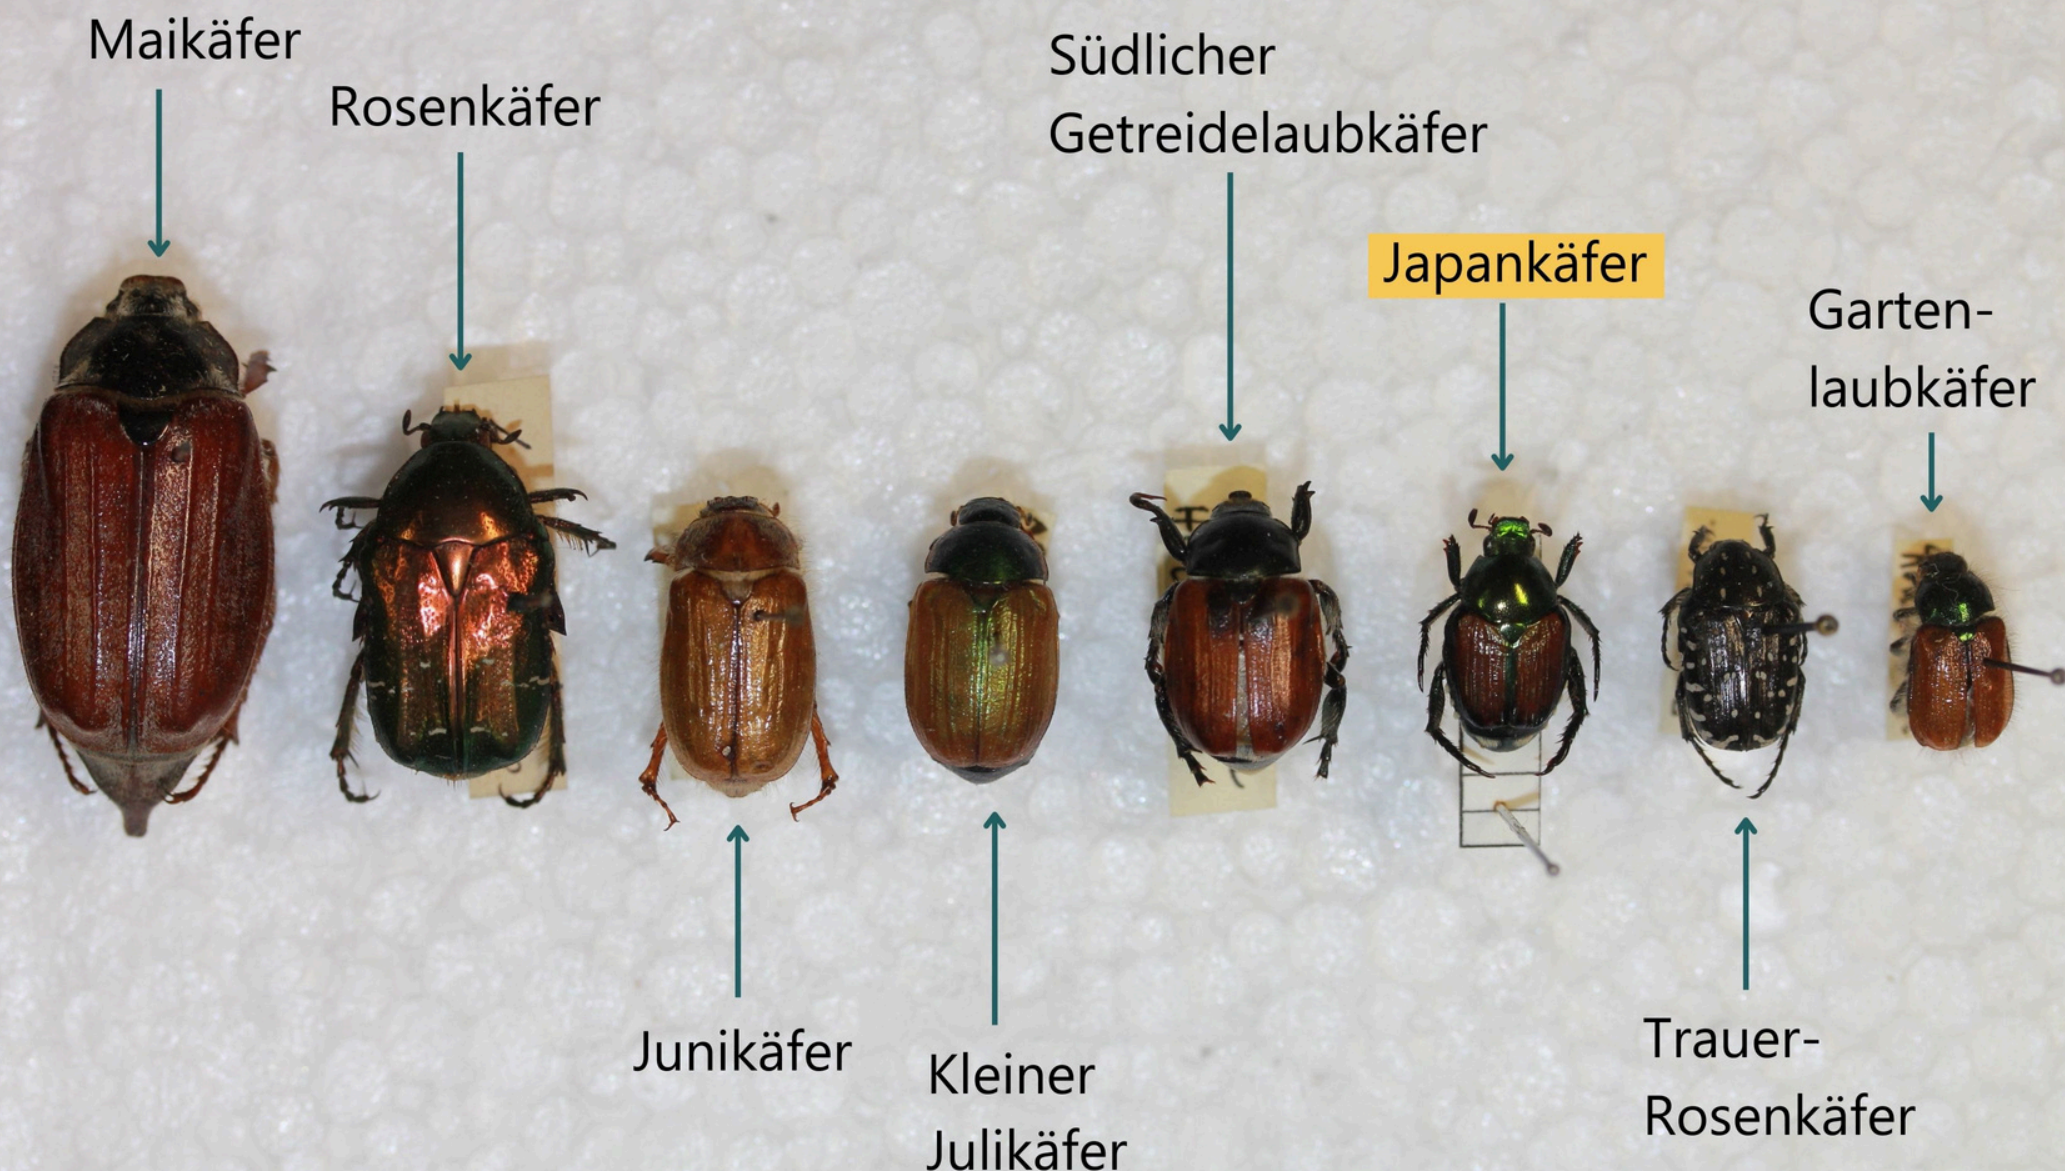 Maikäfer
Rosenkäfer
Südlicher
Getreidelaubkäfer
Japankäfer
Garten-
laubkäfer
Junikäfer
Kleiner
Julikäfer
Trauer-
Rosenkäfer